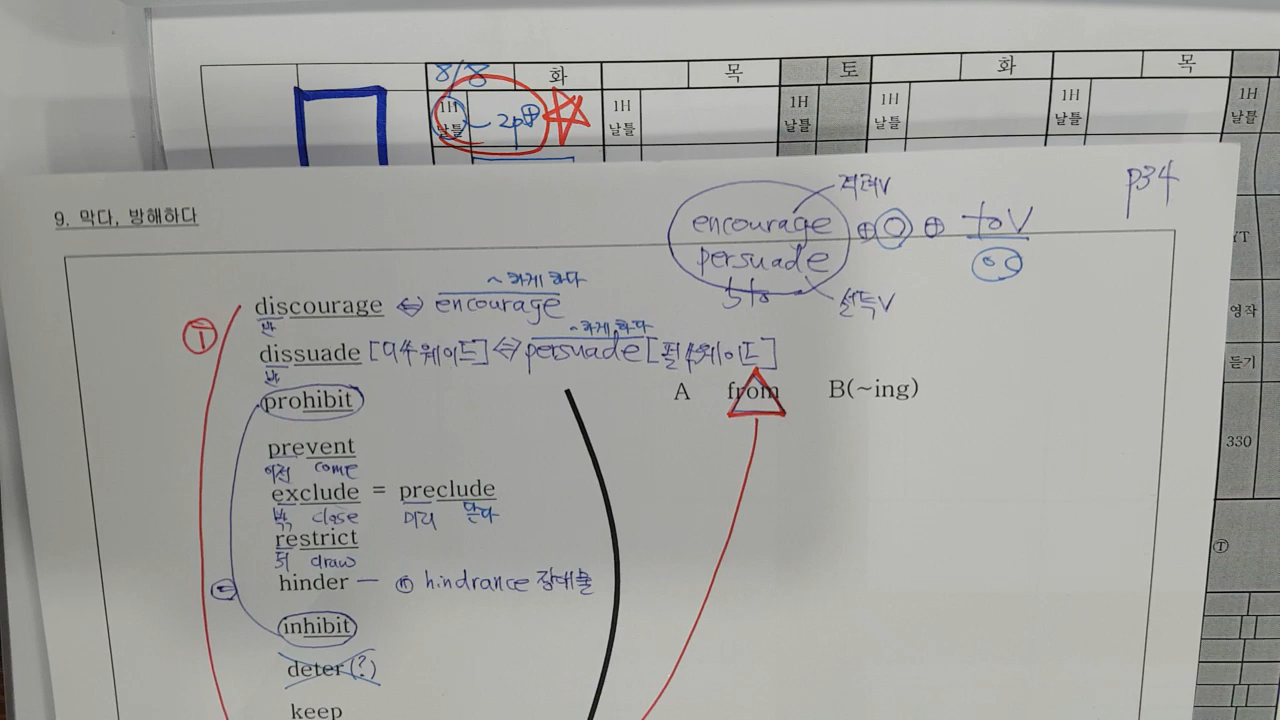 8/8 화 목 토 화 목
1H 1H 1H 1H 1H 1H
날틀 2p 날틀 날틀 날틀 날틀 날틀
p34
격려V
9. 막다, 방해하다
encourage ⊕ O ⊕ to V
persuade OC
설득V
~하게 하다
discourage ⇔ encourage
반 ~하게 하다
dissuade [디쓰웨이드] ⇔ persuade [펄쓰웨이드]
반
prohibit A from B(~ing)
prevent
이전 come
exclude = preclude
밖 close 미리 닫다
restrict
뒤 draw
hinder — ⓝ hindrance 장애물
inhibit
deter(?)
keep
YT
영작
듣기
330
Ⓣ